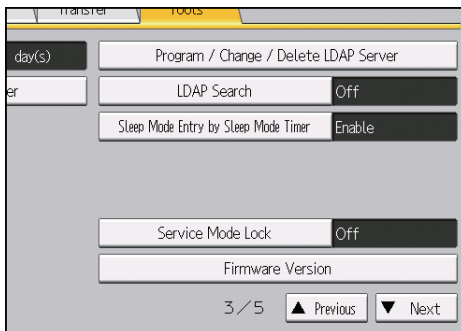 Transfer Tools
day(s) Program / Change / Delete LDAP Server
er LDAP Search Off
Sleep Mode Entry by Sleep Mode Timer Enable
Service Mode Lock Off
Firmware Version
3/5 ▲ Previous ▼ Next